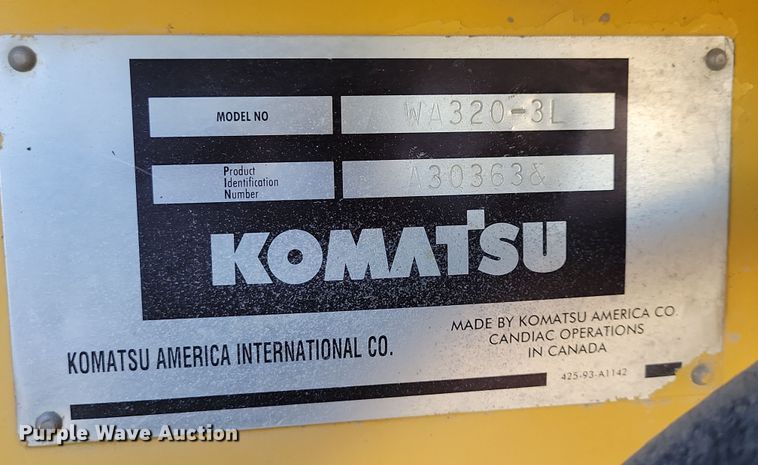 MODEL NO WA320-3L
Product
Identification
Number
A30363&
KOMATSU
KOMATSU AMERICA INTERNATIONAL CO.
MADE BY KOMATSU AMERICA CO.
CANDIAC OPERATIONS
IN CANADA
425-93-A1142
Purple Wave Auction